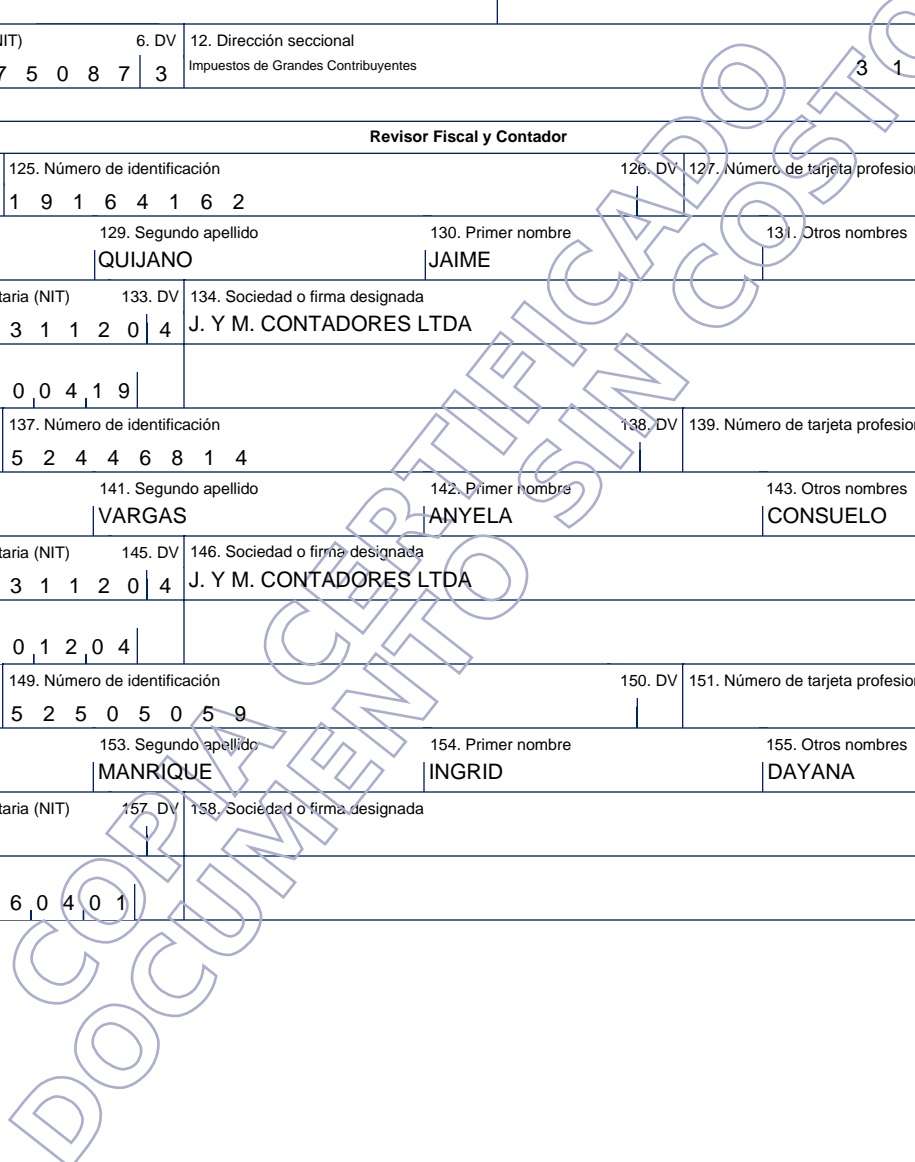 NIT) 6. DV 12. Dirección seccional
7 5 0 8 7 3 Impuestos de Grandes Contribuyentes 3 1
Revisor Fiscal y Contador
125. Número de identificación 126. DV 127. Número de tarjeta profesion
1 9 1 6 4 1 6 2
129. Segundo apellido 130. Primer nombre 131. Otros nombres
QUIJANO JAIME
taria (NIT) 133. DV 134. Sociedad o firma designada
3 1 1 2 0 4 J. Y M. CONTADORES LTDA
0 0 4 1 9
137. Número de identificación 138. DV 139. Número de tarjeta profesion
5 2 4 4 6 8 1 4
141. Segundo apellido 142. Primer nombre 143. Otros nombres
VARGAS ANYELA CONSUELO
taria (NIT) 145. DV 146. Sociedad o firma designada
3 1 1 2 0 4 J. Y M. CONTADORES LTDA
0 1 2 0 4
149. Número de identificación 150. DV 151. Número de tarjeta profesion
5 2 5 0 5 0 5 9
153. Segundo apellido 154. Primer nombre 155. Otros nombres
MANRIQUE INGRID DAYANA
taria (NIT) 157. DV 158. Sociedad o firma designada
6 0 4 0 1
COPIA CERTIFICADO
DOCUMENTO SIN COSTO